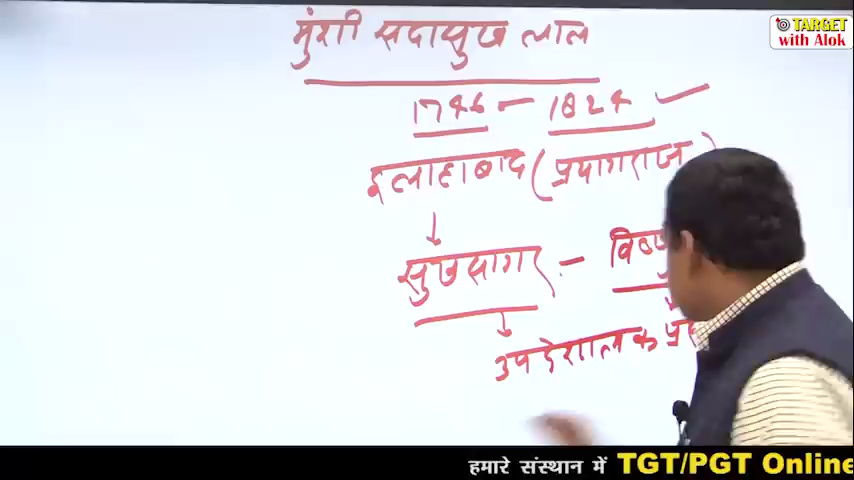 TARGET
with Alok
मुंशी सदासुख लाल
1746 - 1824
इलाहाबाद (प्रयागराज)
सुखसागर -
उपदेशात्मक
हमारे संस्थान में TGT/PGT Online